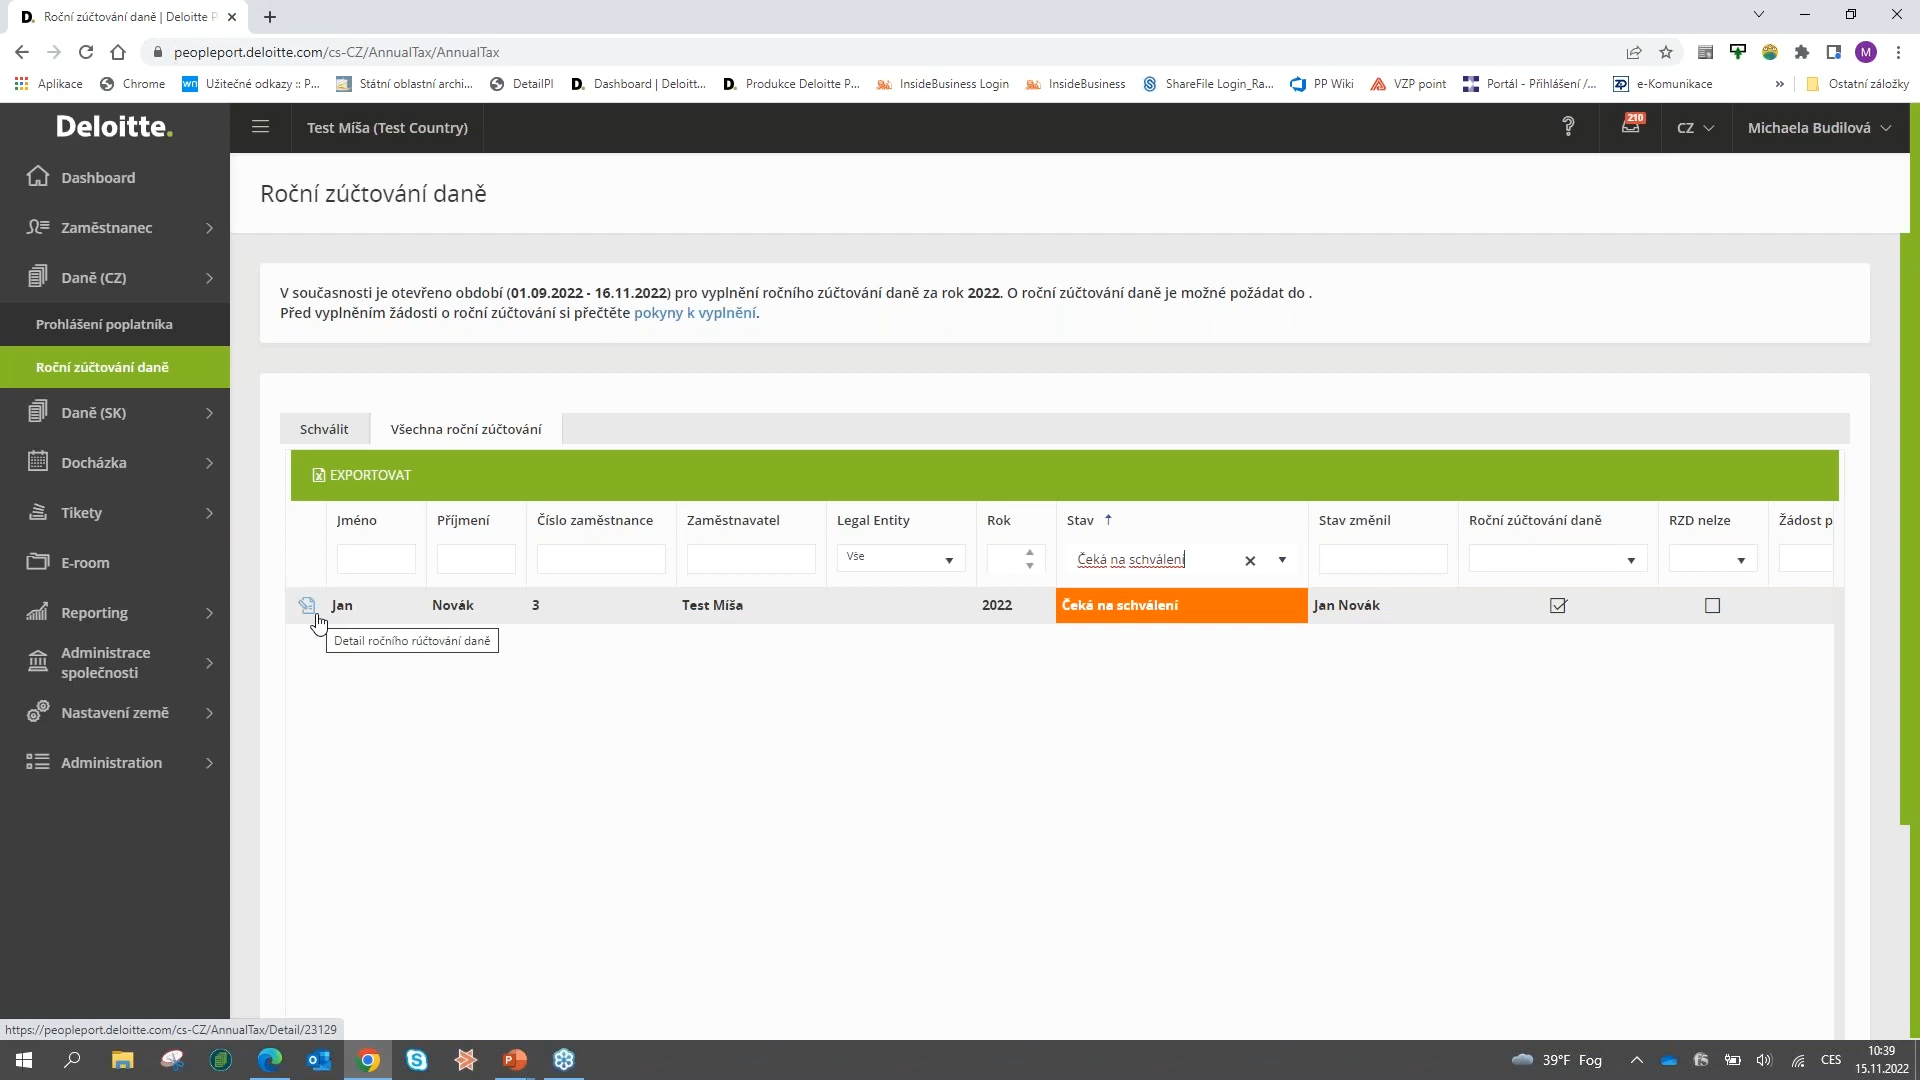 Roční zúčtování daně | Deloitte P
peopleport.deloitte.com/cs-CZ/AnnualTax/AnnualTax
M
Aplikace Chrome Užitečné odkazy :: P... Státní oblastní archi... DetailPI Dashboard | Deloitt... Produkce Deloitte P... InsideBusiness Login InsideBusiness ShareFile Login_Ra... PP Wiki VZP point Portál - Přihlášení /... e-Komunikace » Ostatní záložky
Deloitte.
Test Míša (Test Country)
210
CZ
Michaela Budilová
Dashboard
Zaměstnanec
Daně (CZ)
Prohlášení poplatníka
Roční zúčtování daně
Daně (SK)
Docházka
Tikety
E-room
Reporting
Administrace
společnosti
Nastavení země
Administration
Roční zúčtování daně
V současnosti je otevřeno období (01.09.2022 - 16.11.2022) pro vyplnění ročního zúčtování daně za rok 2022. O roční zúčtování daně je možné požádat do .
Před vyplněním žádosti o roční zúčtování si přečtěte pokyny k vyplnění.
Schválit Všechna roční zúčtování
EXPORTOVAT
Jméno Příjmení Číslo zaměstnance Zaměstnavatel Legal Entity Rok Stav ↑ Stav změnil Roční zúčtování daně RZD nelze Žádost p
Vše Čeká na schválení
Jan Novák 3 Test Míša 2022 Čeká na schválení Jan Novák
Detail ročního rúčtování daně
https://peopleport.deloitte.com/cs-CZ/AnnualTax/Detail/23129
39°F Fog
CES
10:39
15.11.2022